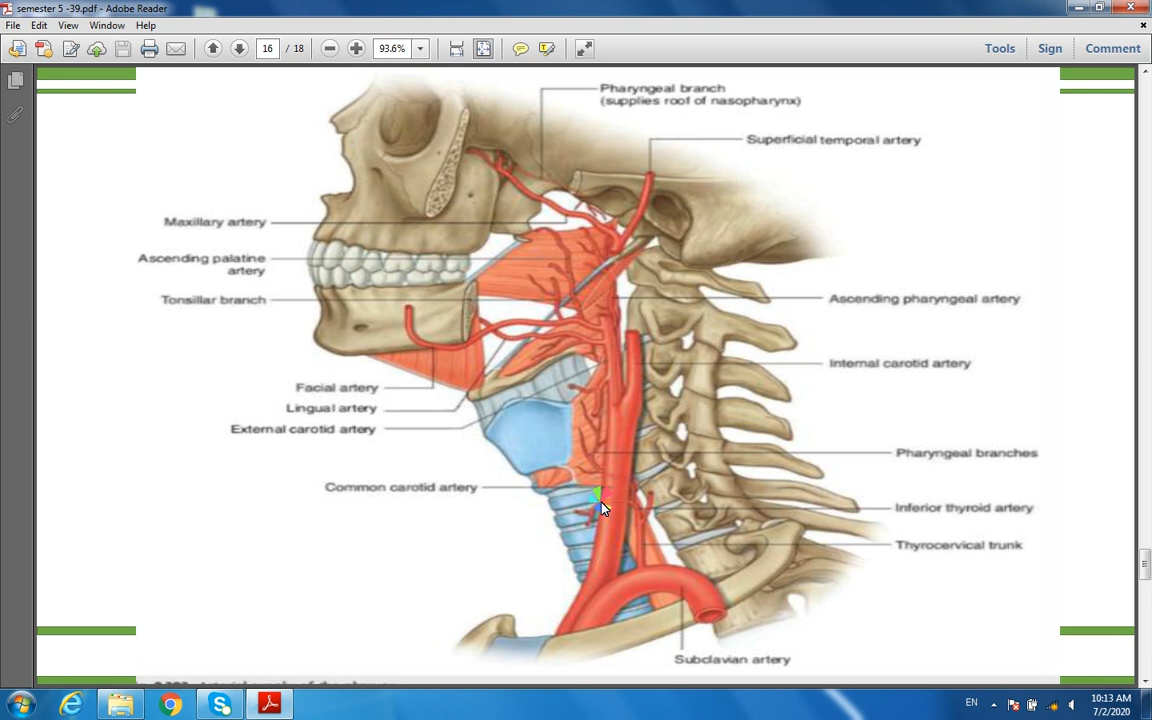 semester 5 -39.pdf - Adobe Reader
File Edit View Window Help
16 / 18 93.6% Tools Sign Comment
Pharyngeal branch
(supplies roof of nasopharynx)
Superficial temporal artery
Maxillary artery
Ascending palatine
artery
Tonsillar branch
Ascending pharyngeal artery
Internal carotid artery
Facial artery
Lingual artery
External carotid artery
Pharyngeal branches
Common carotid artery
Inferior thyroid artery
Thyrocervical trunk
Subclavian artery
EN
10:13 AM
7/2/2020